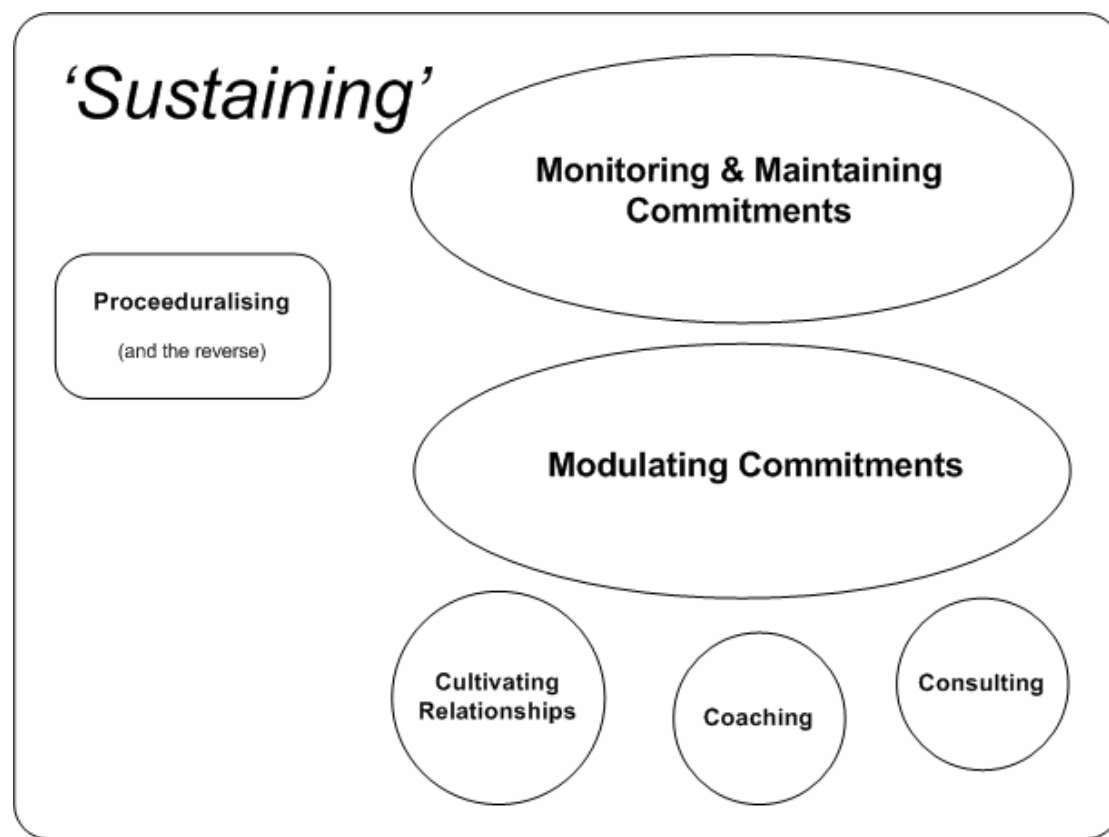 ‘Sustaining’
Monitoring & Maintaining
Commitments
Proceeduralising
(and the reverse)
Modulating Commitments
Cultivating
Relationships
Coaching
Consulting